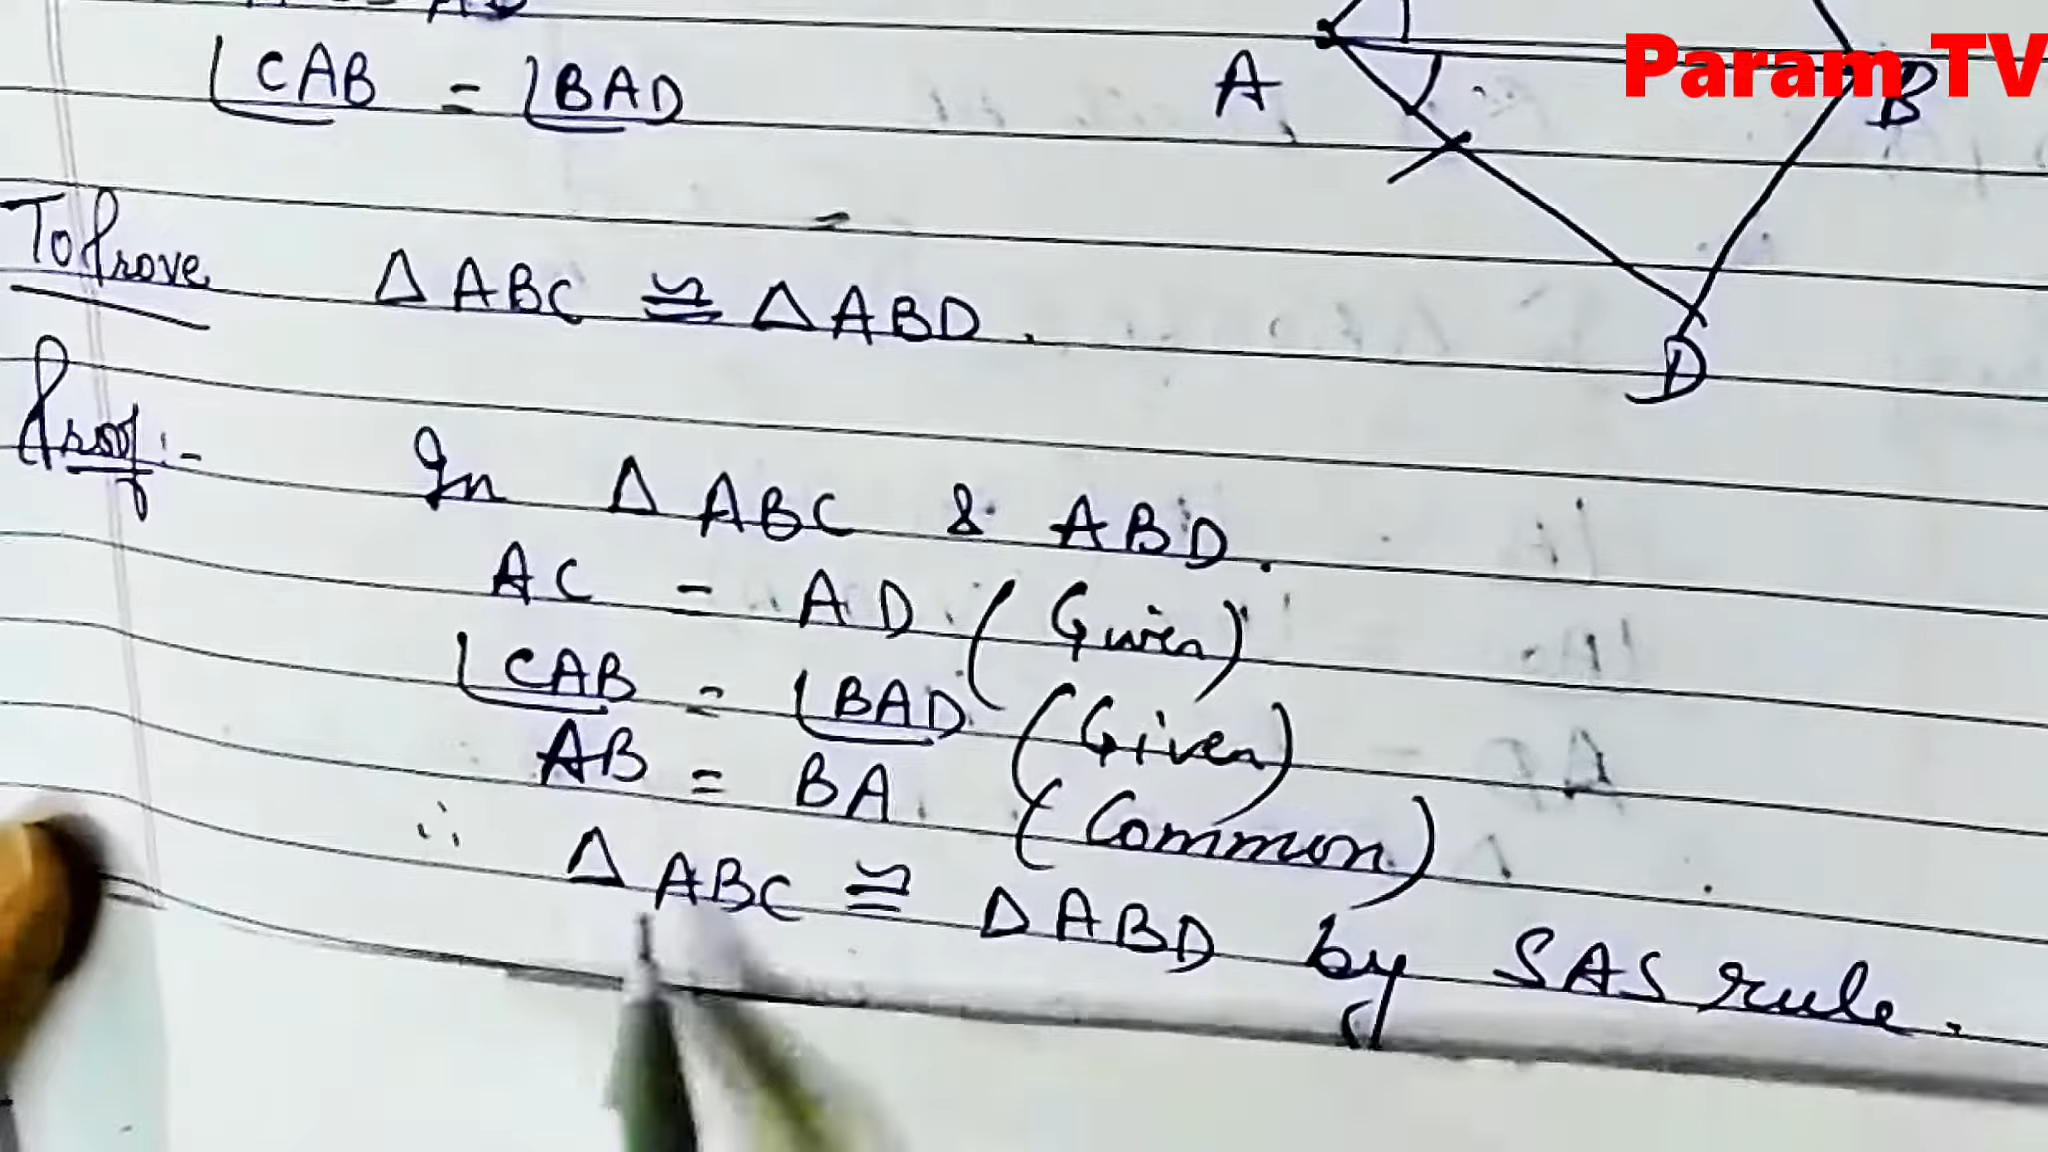 ∠CAB = ∠BAD
A
B
Param TV
To Prove ΔABC ≅ ΔABD.
D
Proof:- In Δ ABC & ABD.
AC = AD (Given)
∠CAB = ∠BAD (Given)
AB = BA (Common)
∴ ΔABC ≅ ΔABD by SAS rule.